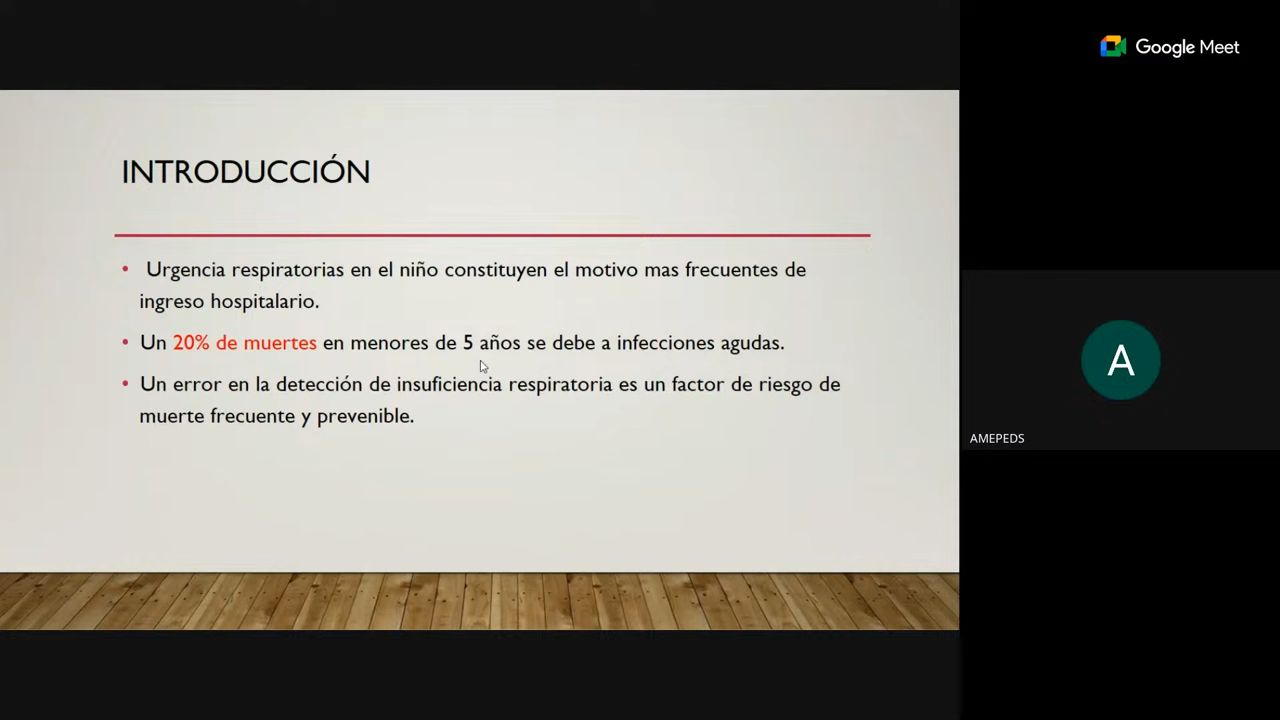 Google Meet
INTRODUCCIÓN
• Urgencia respiratorias en el niño constituyen el motivo mas frecuentes de
ingreso hospitalario.
• Un 20% de muertes en menores de 5 años se debe a infecciones agudas.
• Un error en la detección de insuficiencia respiratoria es un factor de riesgo de
muerte frecuente y prevenible.
A
AMEPEDS